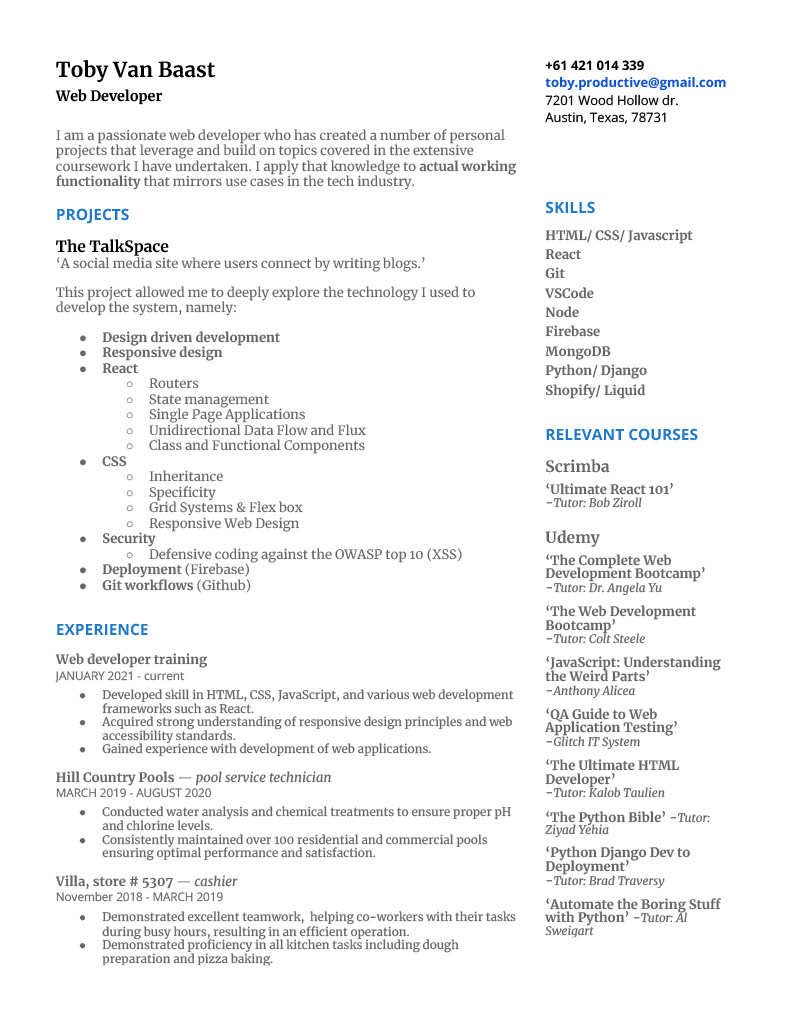 Toby Van Baast
Web Developer
I am a passionate web developer who has created a number of personal
projects that leverage and build on topics covered in the extensive
coursework I have undertaken. I apply that knowledge to actual working
functionality that mirrors use cases in the tech industry.
PROJECTS
The TalkSpace
‘A social media site where users connect by writing blogs.’
This project allowed me to deeply explore the technology I used to
develop the system, namely:
● Design driven development
● Responsive design
● React
○ Routers
○ State management
○ Single Page Applications
○ Unidirectional Data Flow and Flux
○ Class and Functional Components
● CSS
○ Inheritance
○ Specificity
○ Grid Systems & Flex box
○ Responsive Web Design
● Security
○ Defensive coding against the OWASP top 10 (XSS)
● Deployment (Firebase)
● Git workflows (Github)
EXPERIENCE
Web developer training
JANUARY 2021 - current
● Developed skill in HTML, CSS, JavaScript, and various web development
frameworks such as React.
● Acquired strong understanding of responsive design principles and web
accessibility standards.
● Gained experience with development of web applications.
Hill Country Pools — pool service technician
MARCH 2019 - AUGUST 2020
● Conducted water analysis and chemical treatments to ensure proper pH
and chlorine levels.
● Consistently maintained over 100 residential and commercial pools
ensuring optimal performance and satisfaction.
Villa, store # 5307 — cashier
November 2018 - MARCH 2019
● Demonstrated excellent teamwork,  helping co-workers with their tasks
during busy hours, resulting in an efficient operation.
● Demonstrated proficiency in all kitchen tasks including dough
preparation and pizza baking.
+61 421 014 339
toby.productive@gmail.com
7201 Wood Hollow dr.
Austin, Texas, 78731
SKILLS
HTML/ CSS/ Javascript
React
Git
VSCode
Node
Firebase
MongoDB
Python/ Django
Shopify/ Liquid
RELEVANT COURSES
Scrimba
‘Ultimate React 101’
-Tutor: Bob Ziroll
Udemy
‘The Complete Web
Development Bootcamp’
-Tutor: Dr. Angela Yu
‘The Web Development
Bootcamp’
-Tutor: Colt Steele
‘JavaScript: Understanding
the Weird Parts’
-Anthony Alicea
‘QA Guide to Web
Application Testing’
-Glitch IT System
‘The Ultimate HTML
Developer’
-Tutor: Kalob Taulien
‘The Python Bible’ -Tutor:
Ziyad Yehia
‘Python Django Dev to
Deployment’
-Tutor: Brad Traversy
‘Automate the Boring Stuff
with Python’ -Tutor: Al
Sweigart